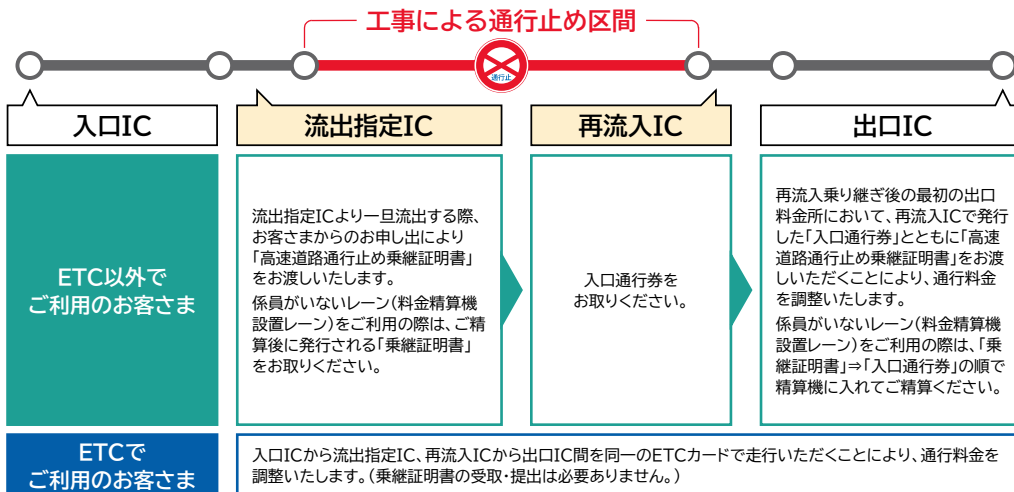 工事による通行止め区間
通行止
入口IC
流出指定IC
再流入IC
出口IC
ETC以外で
ご利用のお客さま
流出指定ICより一旦流出する際、
お客さまからのお申し出により
「高速道路通行止め乗継証明書」
をお渡しいたします。
係員がいないレーン(料金精算機
設置レーン)をご利用の際は、ご精
算後に発行される「乗継証明書」
をお取りください。
入口通行券を
お取りください。
再流入乗り継ぎ後の最初の出口
料金所において、再流入ICで発行
した「入口通行券」とともに「高速
道路通行止め乗継証明書」をお渡
しいただくことにより、通行料金
を調整いたします。
係員がいないレーン(料金精算機
設置レーン)をご利用の際は、「乗
継証明書」⇒「入口通行券」の順で
精算機に入れてご精算ください。
ETCで
ご利用のお客さま
入口ICから流出指定IC、再流入ICから出口IC間を同一のETCカードで走行いただくことにより、通行料金を
調整いたします。(乗継証明書の受取・提出は必要ありません。)